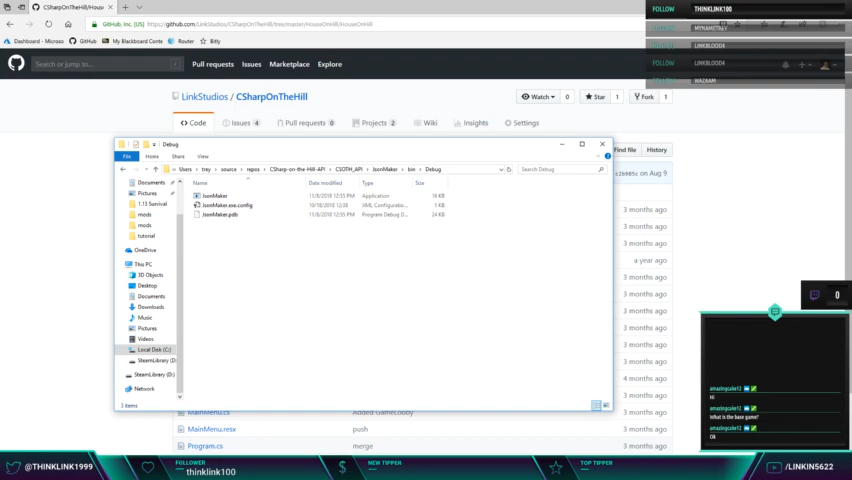 CSharpOnTheHill/Hous
FOLLOW THINKLINK100
GitHub, Inc. [US] https://github.com/LinkStudios/CSharpOnTheHill/tree/master/HouseOnHill/HouseOnHill
FOLLOW MYNAMETREY
Dashboard - Microso GitHub My Blackboard Conte Router Bitly
FOLLOW LINKBLOOD4
Search or jump to... / Pull requests Issues Marketplace Explore
FOLLOW LINKBLOOD4
FOLLOW WAZAAM
LinkStudios / CSharpOnTheHill
Watch 0 Star 1 Fork 1
Code Issues 4 Pull requests 0 Projects 2 Wiki Insights Settings
Debug
Find file History
File Home Share View
Users trey source repos CSharp-on-the-Hill-API CSOTH_API JsonMaker bin Debug
Search Debug
on Aug 9
Name Date modified Type Size
Documents
Pictures
1.13 Survival
mods
mods
tutorial
OneDrive
This PC
3D Objects
Desktop
Documents
Downloads
Music
Pictures
Videos
Local Disk (C:)
SteamLibrary (D:
SteamLibrary (D:)
Network
JsonMaker 11/8/2018 12:55 PM Application 16 KB
JsonMaker.exe.config 10/18/2018 12:28 XML Configuratio... 1 KB
JsonMaker.pdb 11/8/2018 12:55 PM Program Debug D... 24 KB
3 items
3 months ago
3 months ago
3 months ago
a year ago
3 months ago
3 months ago
3 months ago
3 months ago
3 months ago
4 months ago
3 months ago
MainMenu.cs Added GameLobby 3 months ago
MainMenu.resx push 3 months ago
Program.cs merge 3 months ago
0
amazingcake12
Hi
amazingcake12
What is the base game?
amazingcake12
Ok
@THINKLINK1999
FOLLOWER
thinklink100
NEW TIPPER
TOP TIPPER
/LINKIN5622